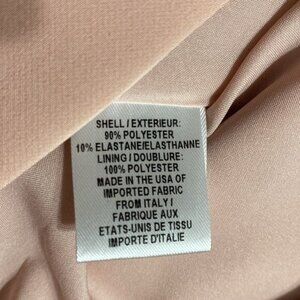 SHELL / EXTERIEUR:
90% POLYESTER
10% ELASTANE/ELASTHANNE
LINING / DOUBLURE:
100% POLYESTER
MADE IN THE USA OF
IMPORTED FABRIC
FROM ITALY /
FABRIQUE AUX
ETATS-UNIS DE TISSU
IMPORTE D'ITALIE